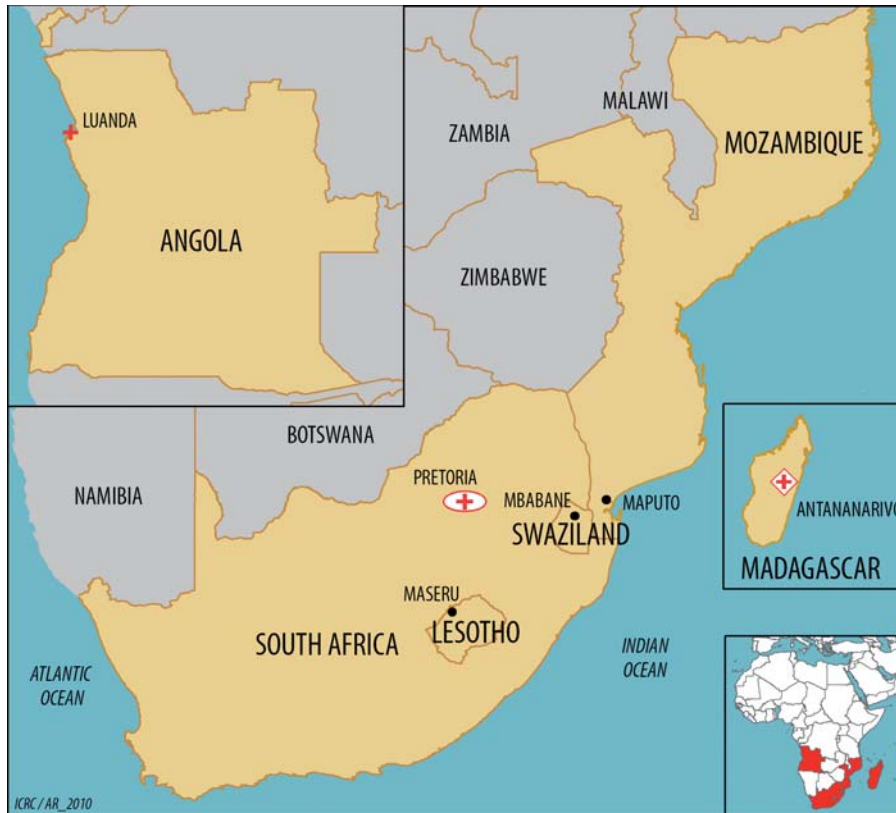 LUANDA
ANGOLA
MALAWI
ZAMBIA
MOZAMBIQUE
ZIMBABWE
BOTSWANA
NAMIBIA
PRETORIA
MBABANE
MAPUTO
SWAZILAND
MASERU
LESOTHO
SOUTH AFRICA
ANTANANARIVO
MADAGASCAR
ATLANTIC
OCEAN
INDIAN
OCEAN
ICRC / AR_2010